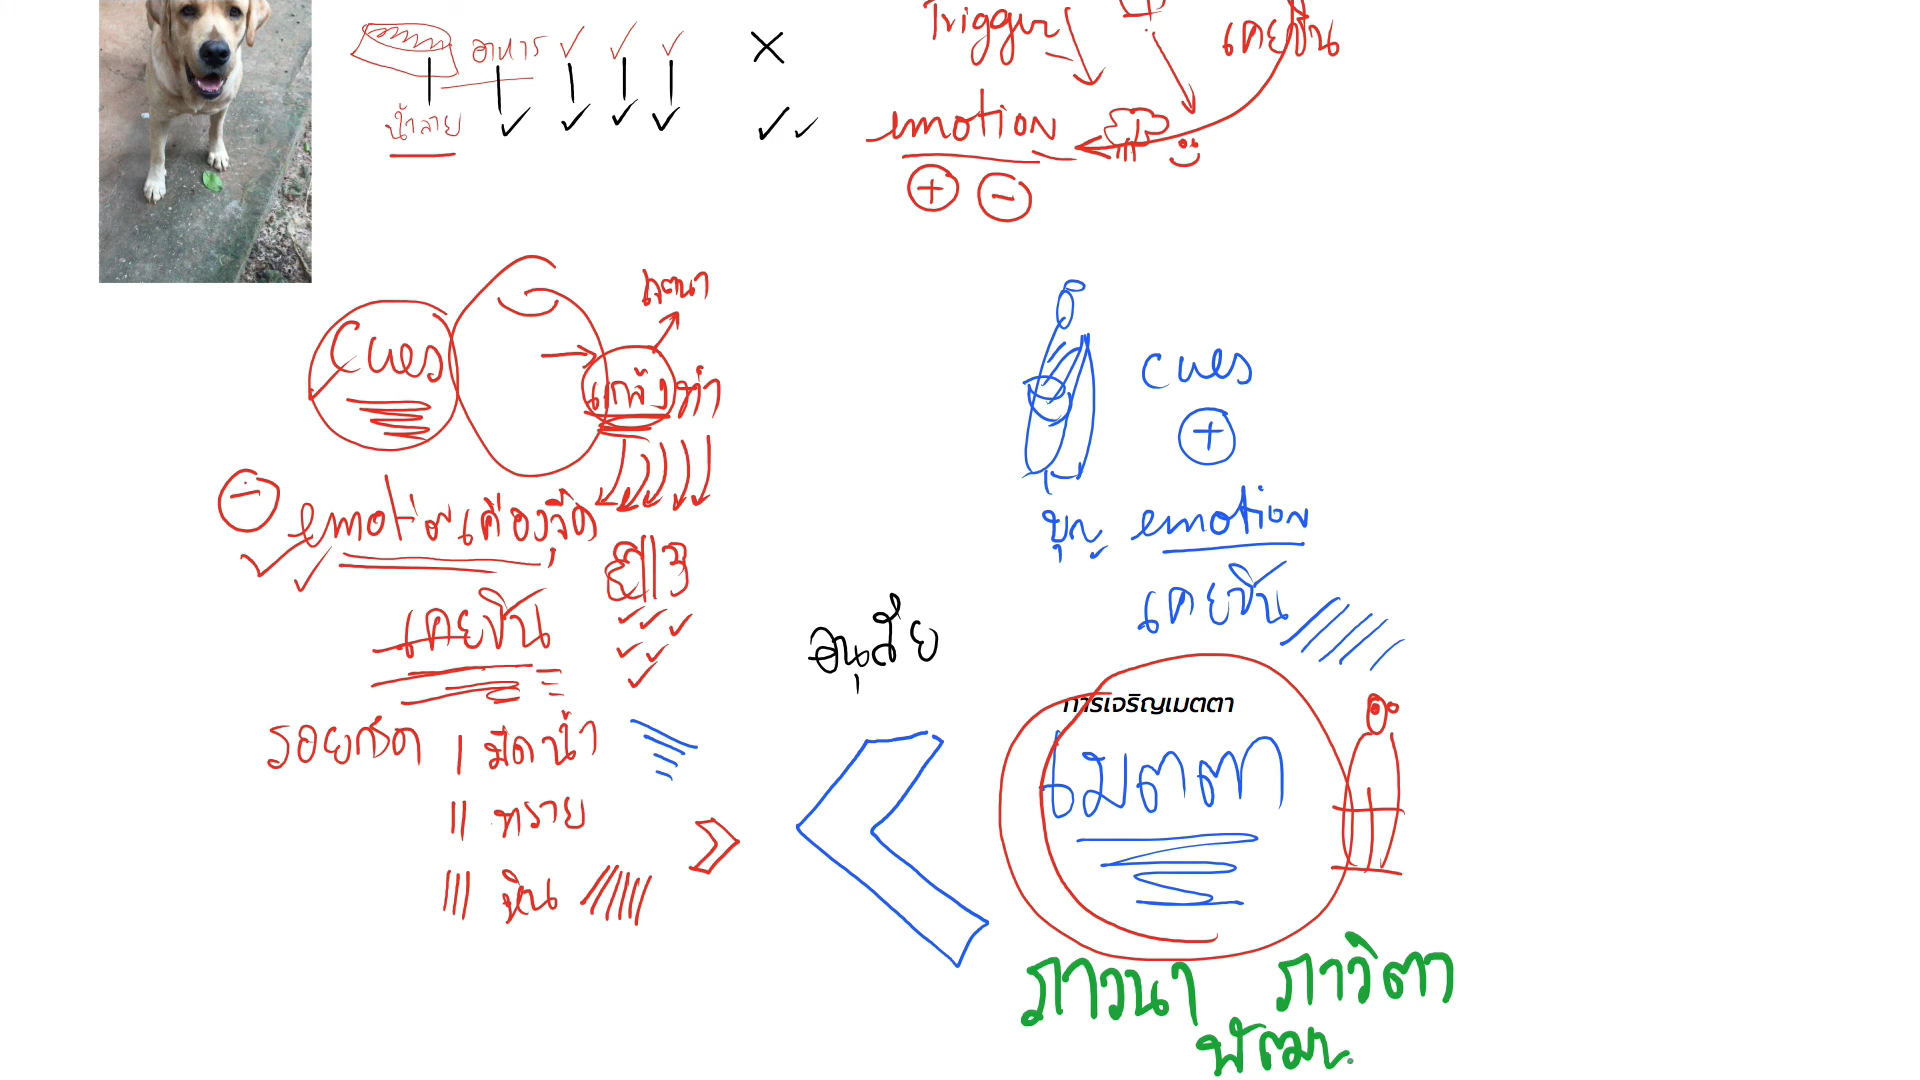 Trigger
เคยชิน
อาหาร
น้ำลาย
emotion
+ −
เจตนา
Cues
แกล้งทำ
cues
+
−
emotion เคืองจิต
บุญ emotion
เคยชิน
เคยชิน
อนุสัย
การเจริญเมตตา
เมตตา
รอยกรีด | มีดน้ำ
|| ทราย
||| หิน
ภาวนา ภาวิตา
พัฒน